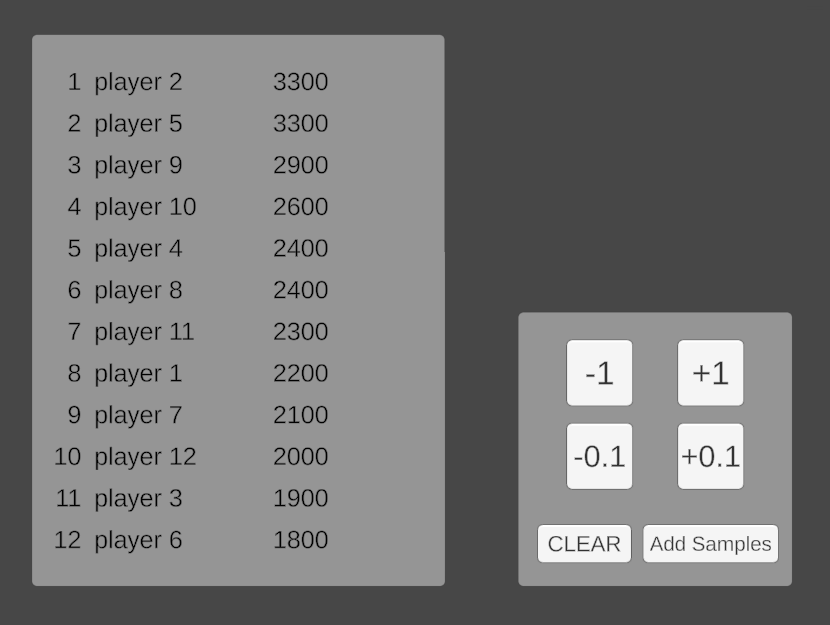 1 player 2 3300
2 player 5 3300
3 player 9 2900
4 player 10 2600
5 player 4 2400
6 player 8 2400
7 player 11 2300
8 player 1 2200
9 player 7 2100
10 player 12 2000
11 player 3 1900
12 player 6 1800
-1 +1
-0.1 +0.1
CLEAR Add Samples